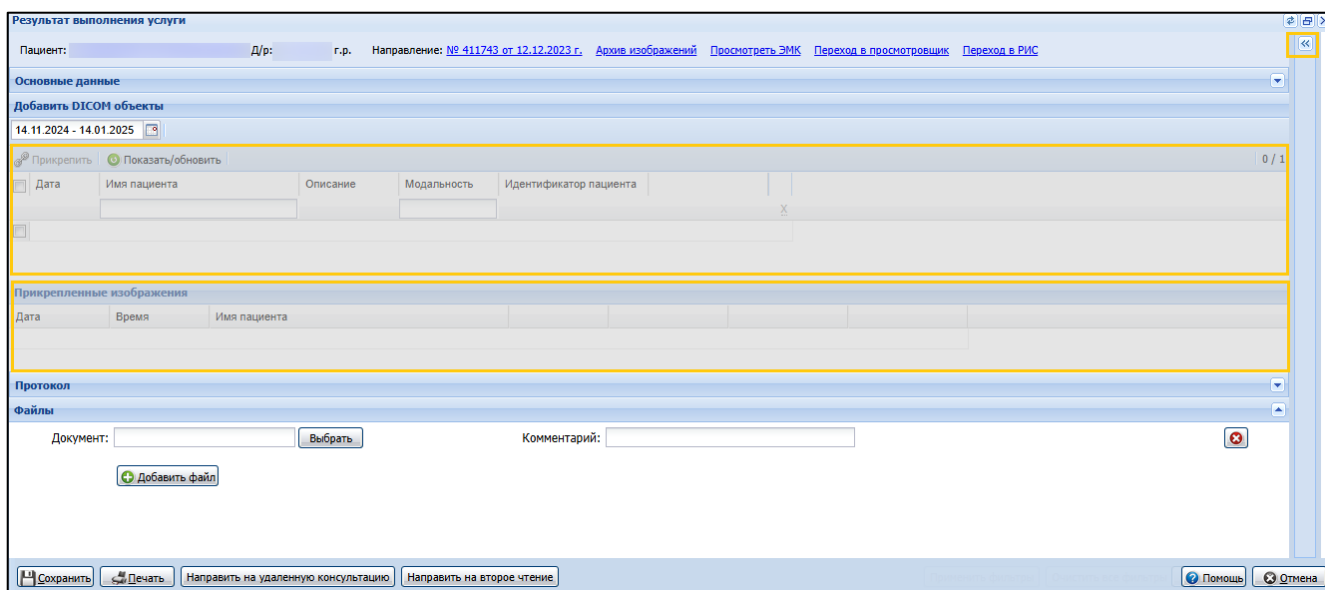 Результат выполнения услуги
Пациент: Д/р: г.р. Направление: № 411743 от 12.12.2023 г. Архив изображений Просмотреть ЭМК Переход в просмотровщик Переход в РИС
Основные данные
Добавить DICOM объекты
14.11.2024 - 14.01.2025
Прикрепить Показать/обновить 0 / 1
Дата Имя пациента Описание Модальность Идентификатор пациента
X
Прикрепленные изображения
Дата Время Имя пациента
Протокол
Файлы
Документ: Выбрать Комментарий:
Добавить файл
Сохранить Печать Направить на удаленную консультацию Направить на второе чтение Помощь Отмена